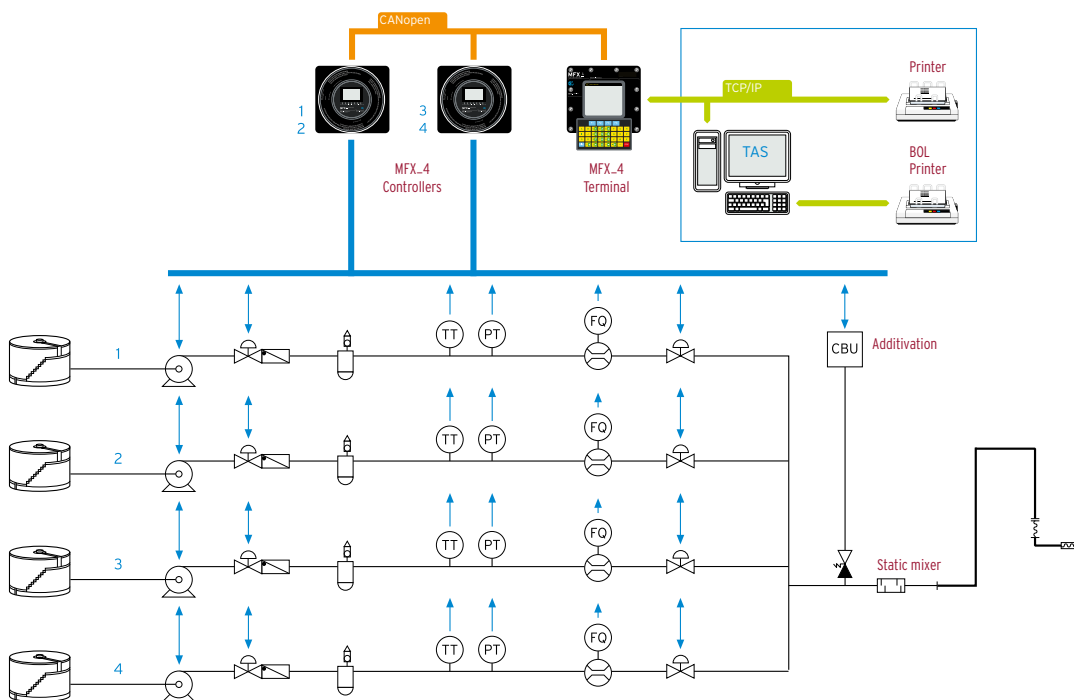 CANopen
Printer
MFX_4
TCP/IP
1
2
3
4
TAS
BOL
Printer
MFX_4
Controllers
MFX_4
Terminal
1
TT
PT
FQ
CBU
Additivation
2
TT
PT
FQ
3
TT
PT
FQ
Static mixer
4
TT
PT
FQ